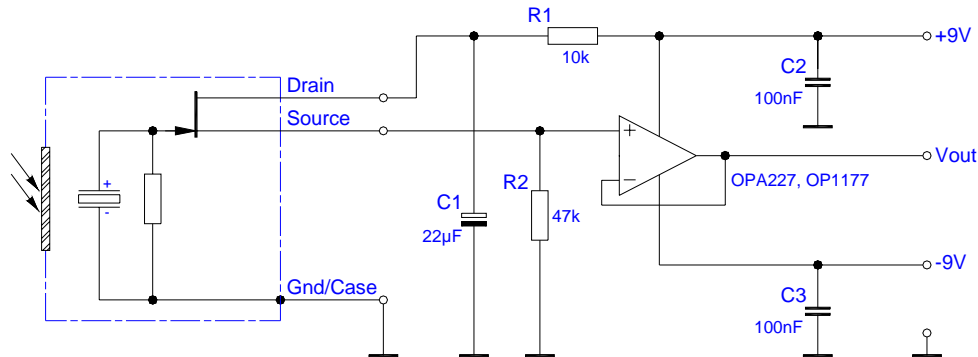 R1
10k
+9V
C2
100nF
Drain
Source
+
-
+
−
Vout
OPA227, OP1177
R2
47k
C1
22µF
-9V
Gnd/Case
C3
100nF